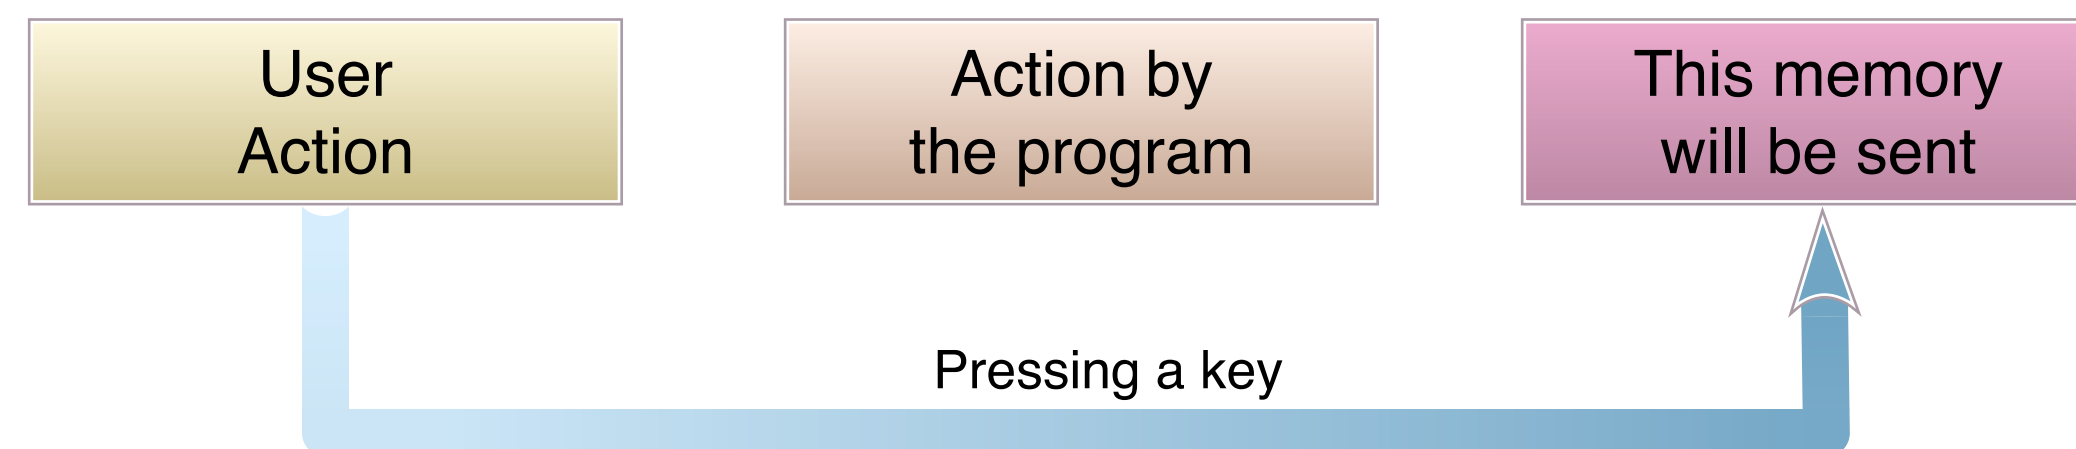 User
Action
Action by
the program
This memory
will be sent
Pressing a key